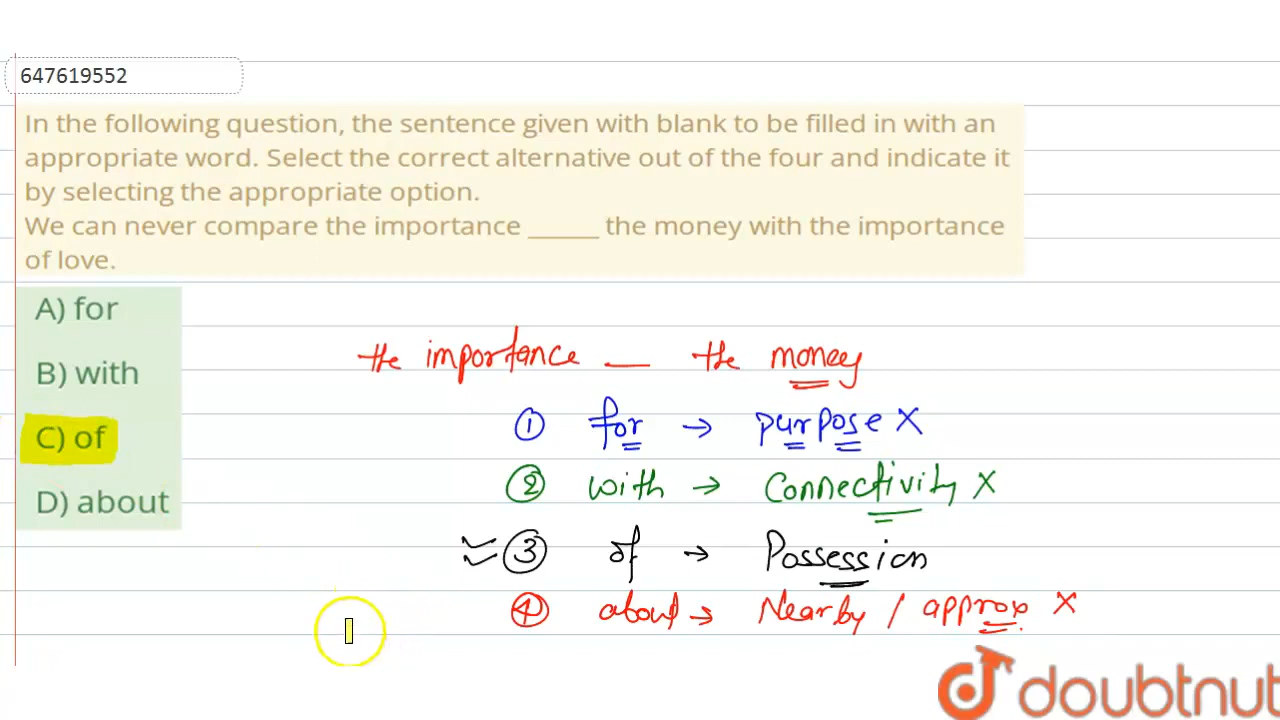 647619552
In the following question, the sentence given with blank to be filled in with an
appropriate word. Select the correct alternative out of the four and indicate it
by selecting the appropriate option.
We can never compare the importance ______ the money with the importance
of love.
A) for
B) with
C) of
D) about
the importance __ the money
① for → purpose X
② with → Connectivity X
③ of → Possession
④ about → Nearby / approx X
doubtnut